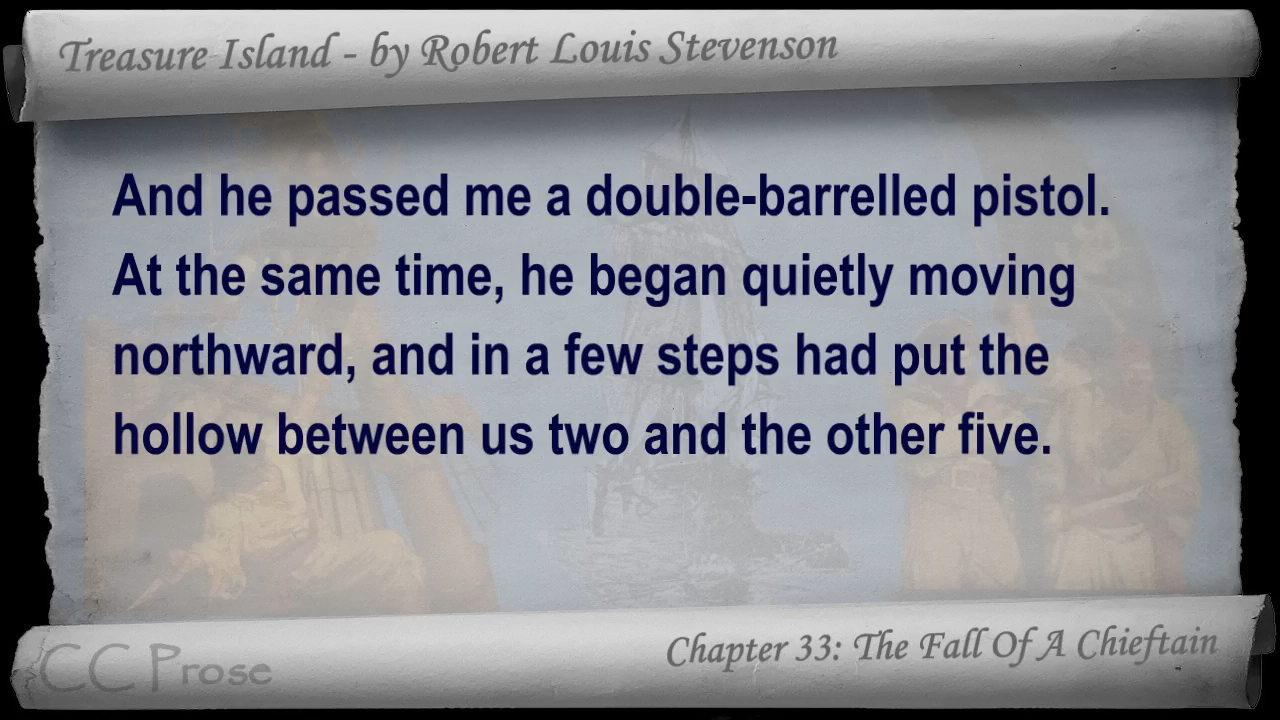 Treasure Island - by Robert Louis Stevenson
And he passed me a double-barrelled pistol.
At the same time, he began quietly moving
northward, and in a few steps had put the
hollow between us two and the other five.
CC Prose
Chapter 33: The Fall Of A Chieftain